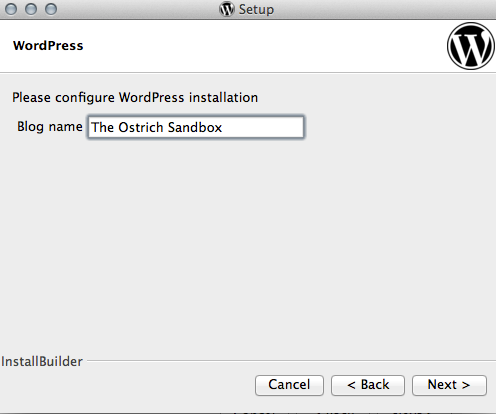 Setup
WordPress
Please configure WordPress installation
Blog name The Ostrich Sandbox
InstallBuilder
Cancel < Back Next >